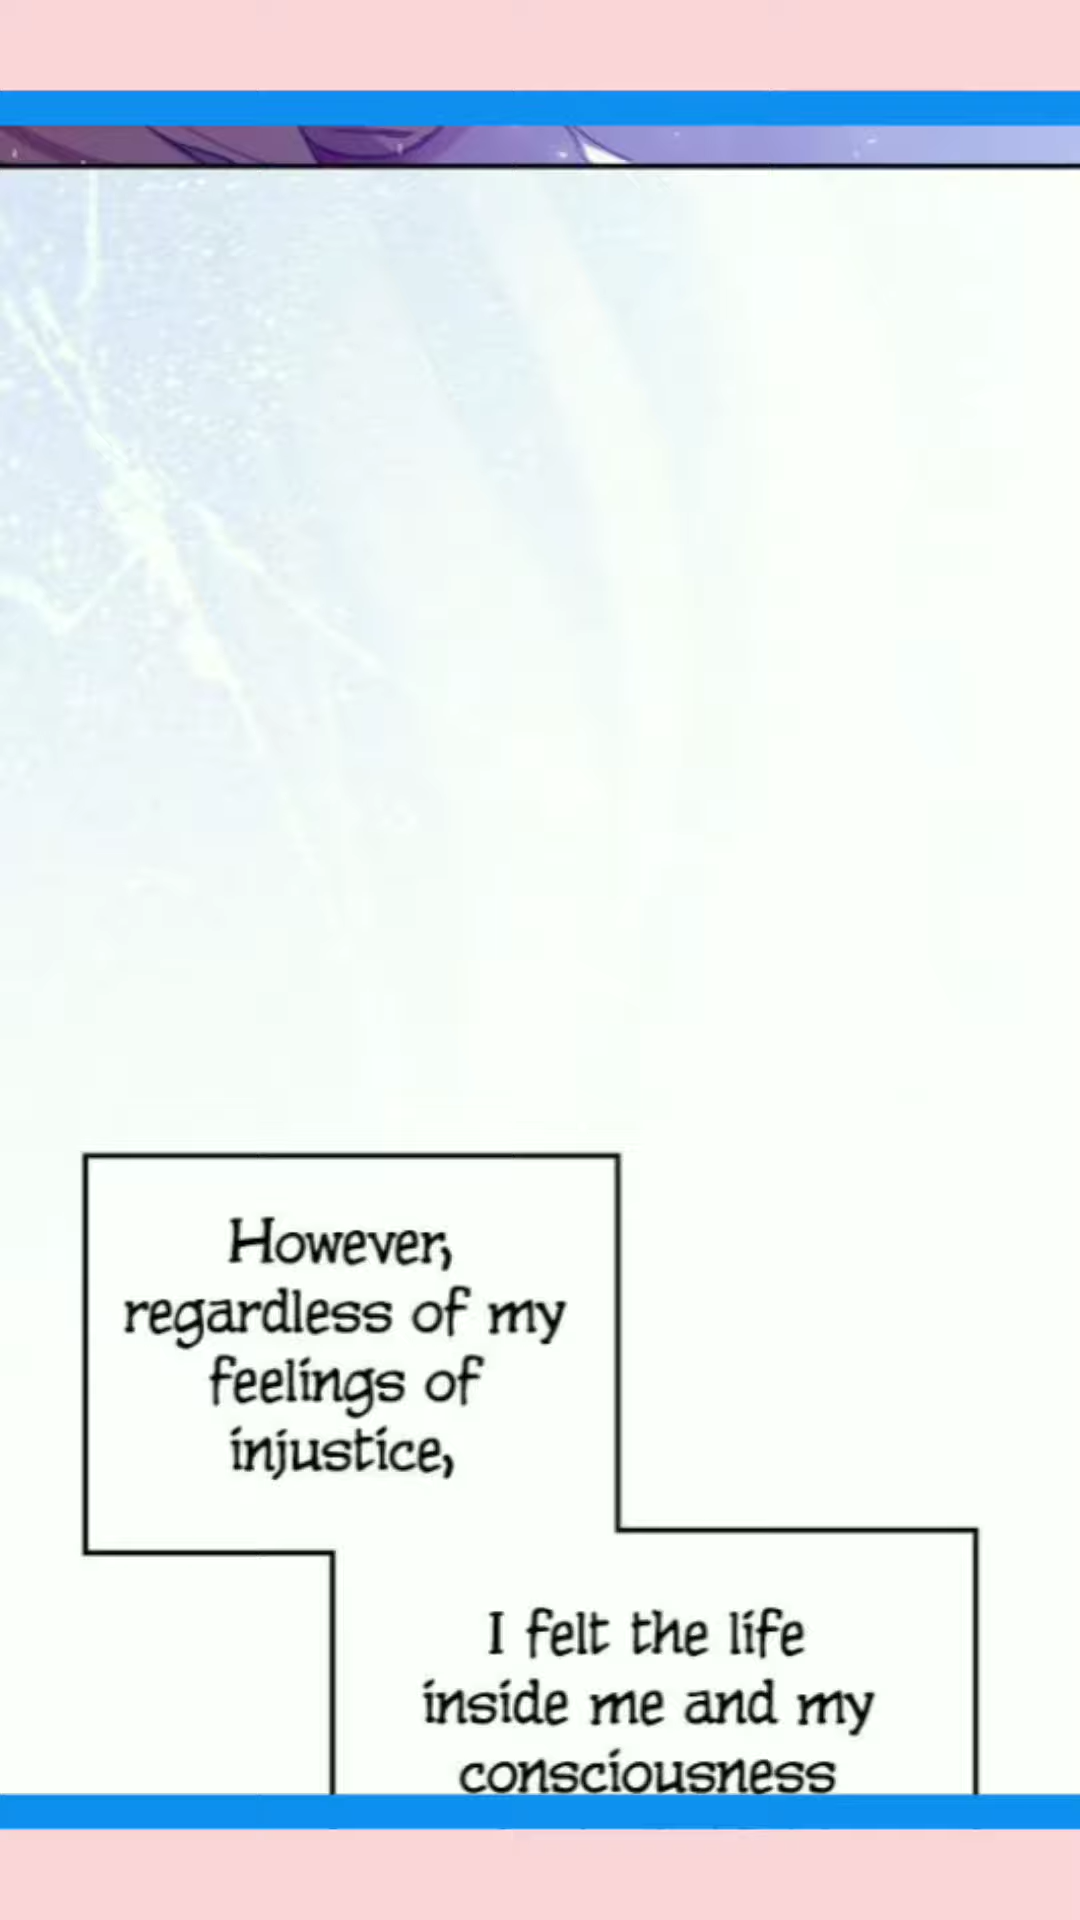 However,
regardless of my
feelings of
injustice,
I felt the life
inside me and my
consciousness